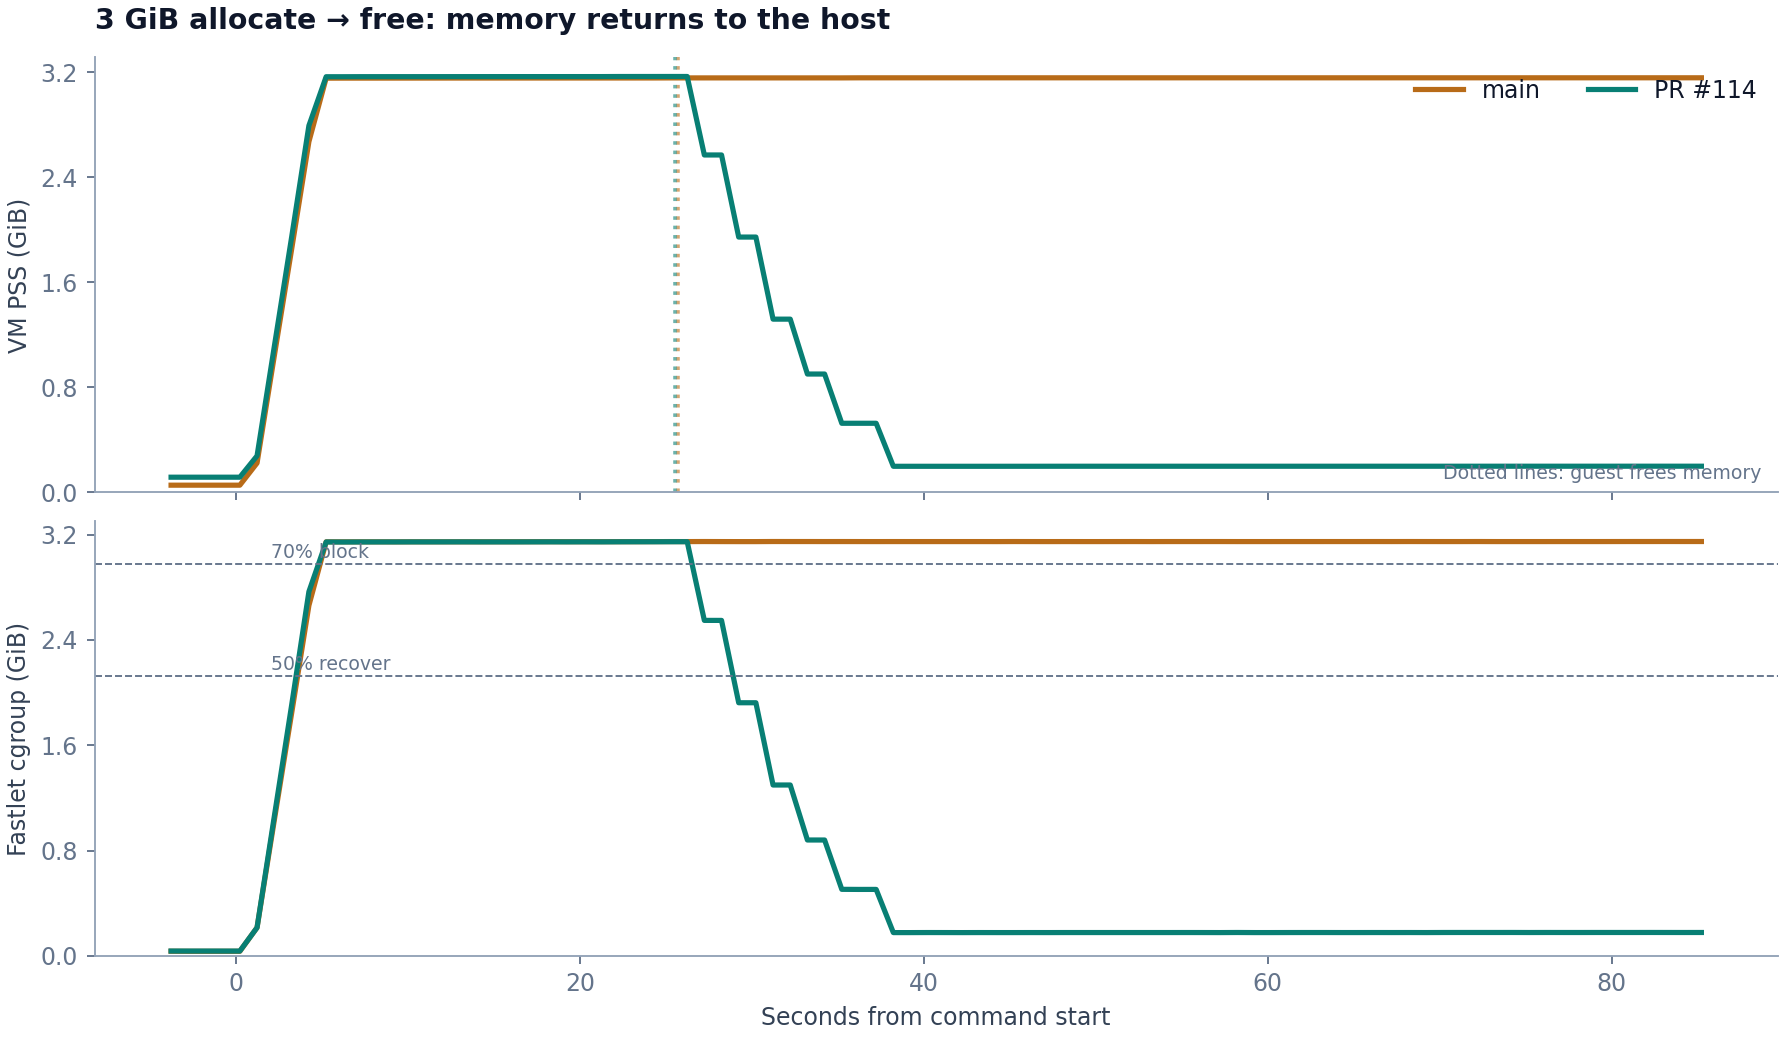 3 GiB allocate → free: memory returns to the host
VM PSS (GiB)
3.2
2.4
1.6
0.8
0.0
main
PR #114
Dotted lines: guest frees memory
Fastlet cgroup (GiB)
3.2
2.4
1.6
0.8
0.0
70% block
50% recover
0 20 40 60 80
Seconds from command start